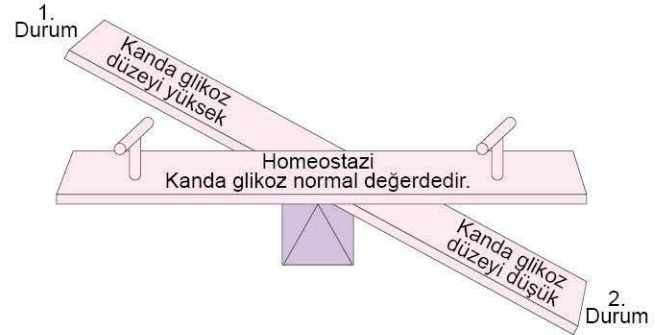 1.
Durum
Kanda glikoz
düzeyi yüksek
Homeostazi
Kanda glikoz normal değerdedir.
Kanda glikoz
düzeyi düşük
2.
Durum